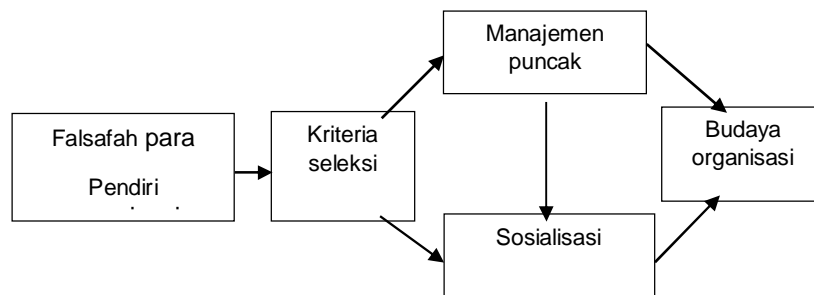 Manajemen
puncak
Falsafah para
Pendiri
Kriteria
seleksi
Budaya
organisasi
Sosialisasi